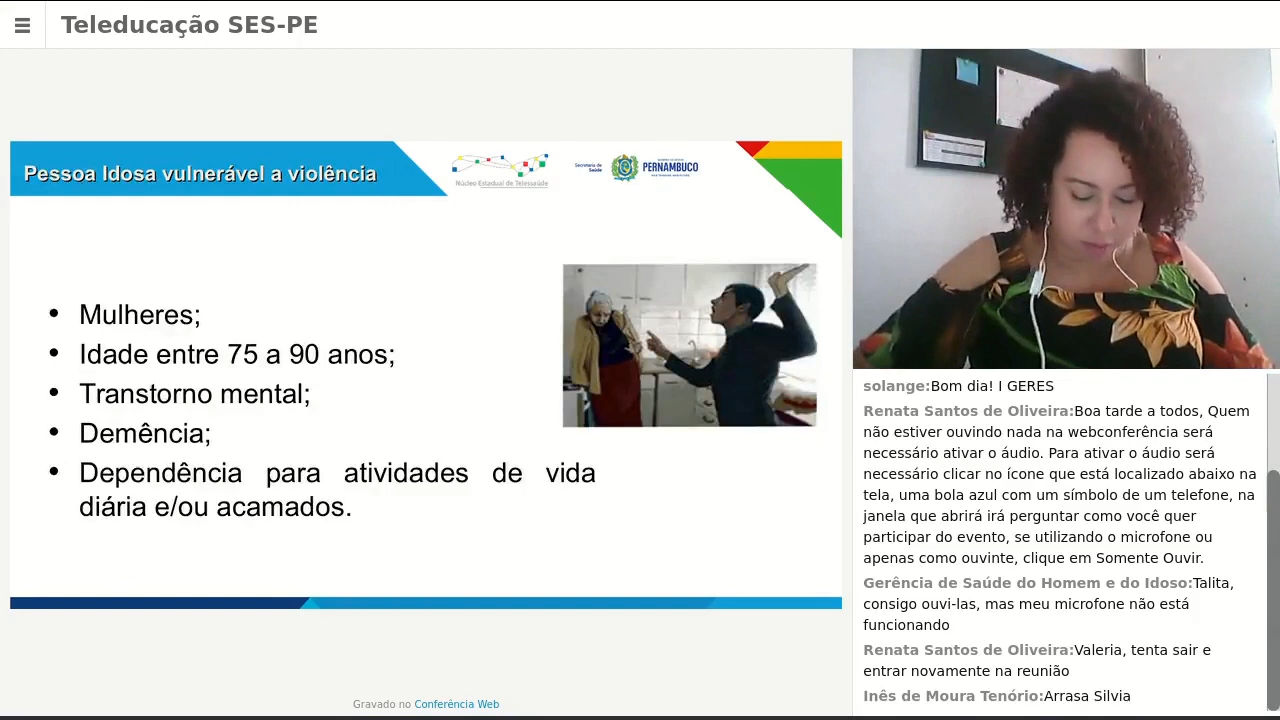 Teleducação SES-PE
Pessoa Idosa vulnerável a violência
Núcleo Estadual de Telessaúde
Secretaria de
Saúde
PERNAMBUCO
• Mulheres;
• Idade entre 75 a 90 anos;
• Transtorno mental;
• Demência;
• Dependência para atividades de vida
diária e/ou acamados.
Gravado no Conferência Web
solange:Bom dia! I GERES
Renata Santos de Oliveira:Boa tarde a todos, Quem
não estiver ouvindo nada na webconferência será
necessário ativar o áudio. Para ativar o áudio será
necessário clicar no ícone que está localizado abaixo na
tela, uma bola azul com um símbolo de um telefone, na
janela que abrirá irá perguntar como você quer
participar do evento, se utilizando o microfone ou
apenas como ouvinte, clique em Somente Ouvir.
Gerência de Saúde do Homem e do Idoso:Talita,
consigo ouvi-las, mas meu microfone não está
funcionando
Renata Santos de Oliveira:Valeria, tenta sair e
entrar novamente na reunião
Inês de Moura Tenório:Arrasa Silvia